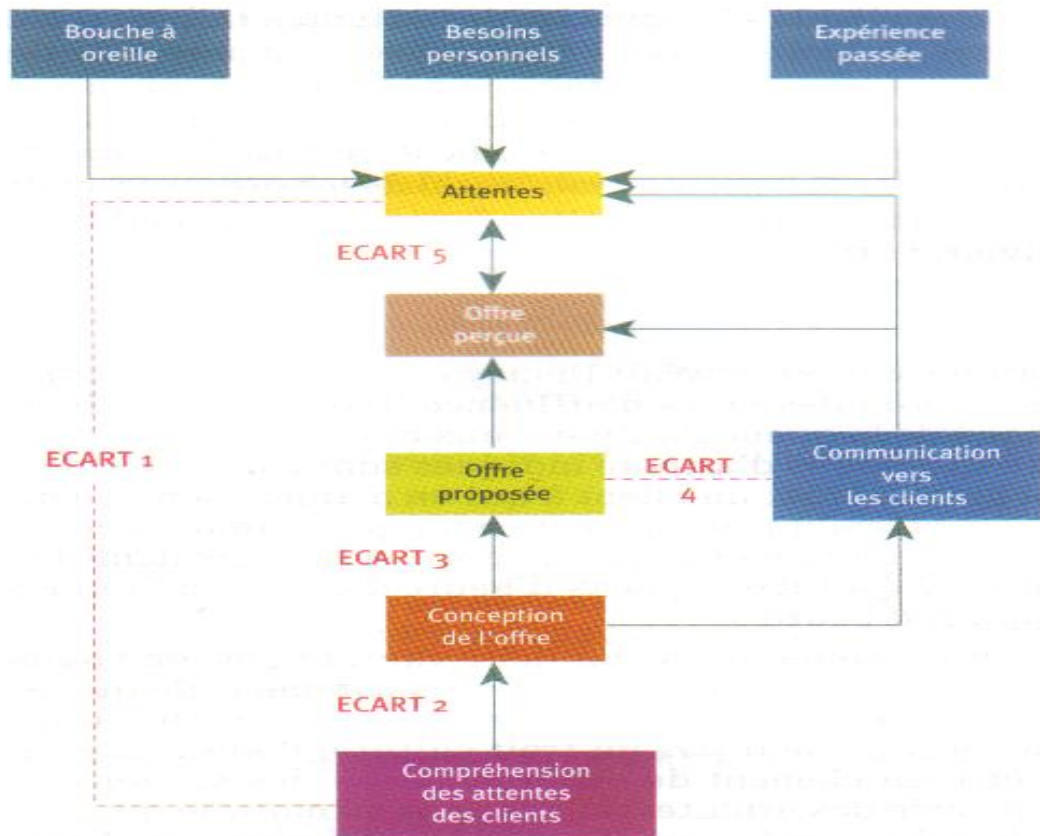 Bouche à
oreille
Besoins
personnels
Expérience
passée
Attentes
ECART 5
Offre
perçue
ECART 1
Offre
proposée
ECART
4
Communication
vers
les clients
ECART 3
Conception
de l'offre
ECART 2
Compréhension
des attentes
des clients